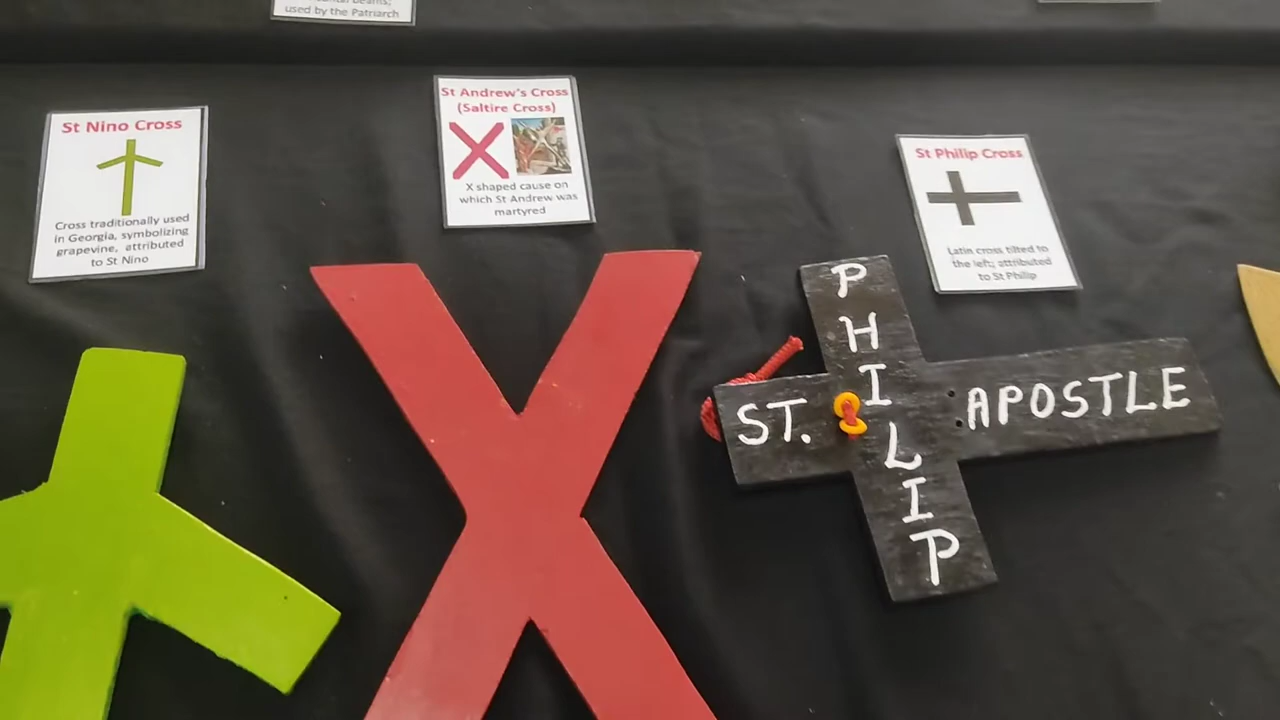 used by the Patriarch
St Nino Cross
Cross traditionally used
in Georgia, symbolizing
grapevine, attributed
to St Nino
St Andrew's Cross
(Saltire Cross)
X shaped cause on
which St Andrew was
martyred
St Philip Cross
Latin cross tilted to
the left; attributed
to St Philip
PHILIP
ST. APOSTLE